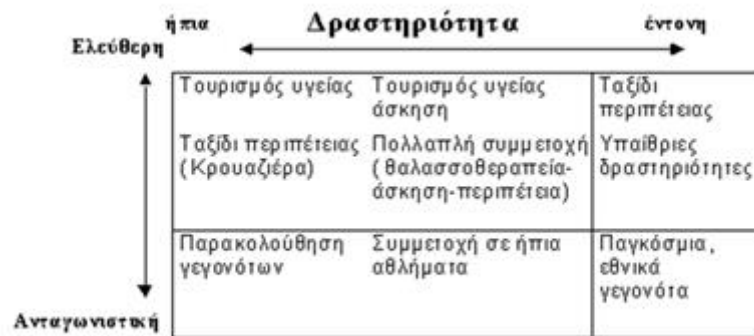 ήπια Δραστηριότητα έντονη
Ελεύθερη
Τουρισμός υγείας Τουρισμός υγείας Ταξίδι
άσκηση περιπέτειας
Ταξίδι περιπέτειας Πολλαπλή συμμετοχή Υπαίθριες
(Κρουαζιέρα) (θαλασσοθεραπεία- δραστηριότητες
άσκηση-περιπέτεια)
Παρακολούθηση Συμμετοχή σε ήπια Παγκόσμια,
γεγονότων αθλήματα εθνικά
γεγονότα
Ανταγωνιστική